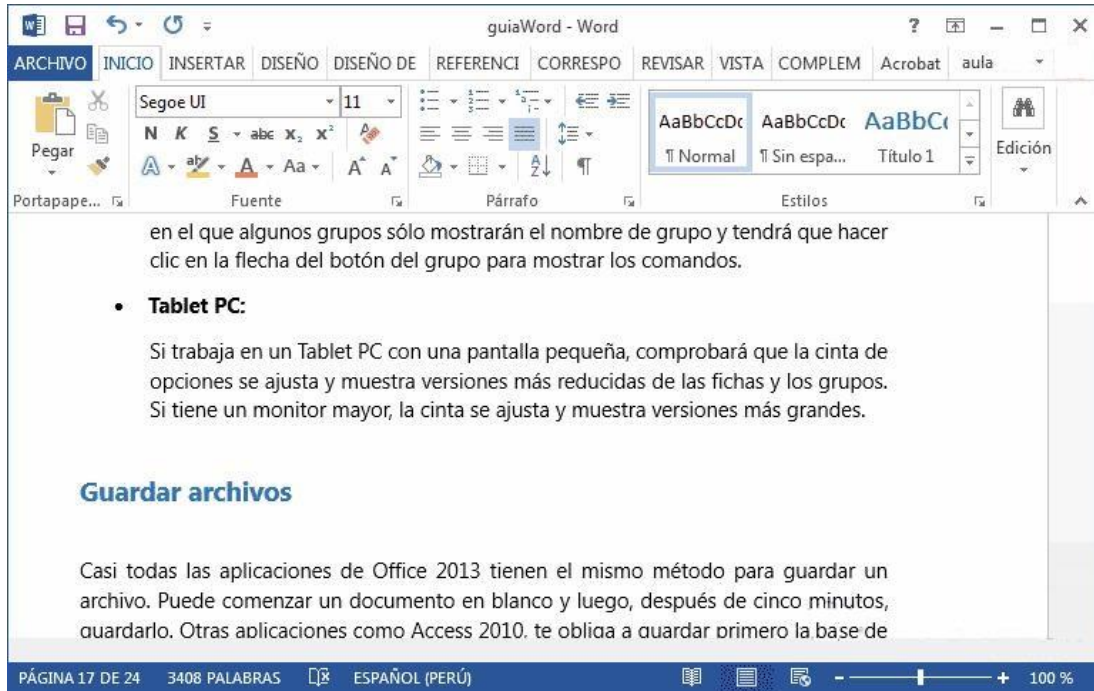 guiaWord - Word
ARCHIVO INICIO INSERTAR DISEÑO DISEÑO DE REFERENCI CORRESPO REVISAR VISTA COMPLEM Acrobat aula
Pegar
Segoe UI 11
N K S abc x₂ x²
A aby A Aa A A
AaBbCcDc AaBbCcDc AaBbC
¶ Normal ¶ Sin espa... Título 1
Edición
Portapape... Fuente Párrafo Estilos
en el que algunos grupos sólo mostrarán el nombre de grupo y tendrá que hacer
clic en la flecha del botón del grupo para mostrar los comandos.
• Tablet PC:
Si trabaja en un Tablet PC con una pantalla pequeña, comprobará que la cinta de
opciones se ajusta y muestra versiones más reducidas de las fichas y los grupos.
Si tiene un monitor mayor, la cinta se ajusta y muestra versiones más grandes.
Guardar archivos
Casi todas las aplicaciones de Office 2013 tienen el mismo método para guardar un
archivo. Puede comenzar un documento en blanco y luego, después de cinco minutos,
guardarlo. Otras aplicaciones como Access 2010, te obliga a guardar primero la base de
PÁGINA 17 DE 24 3408 PALABRAS ESPAÑOL (PERÚ) 100 %